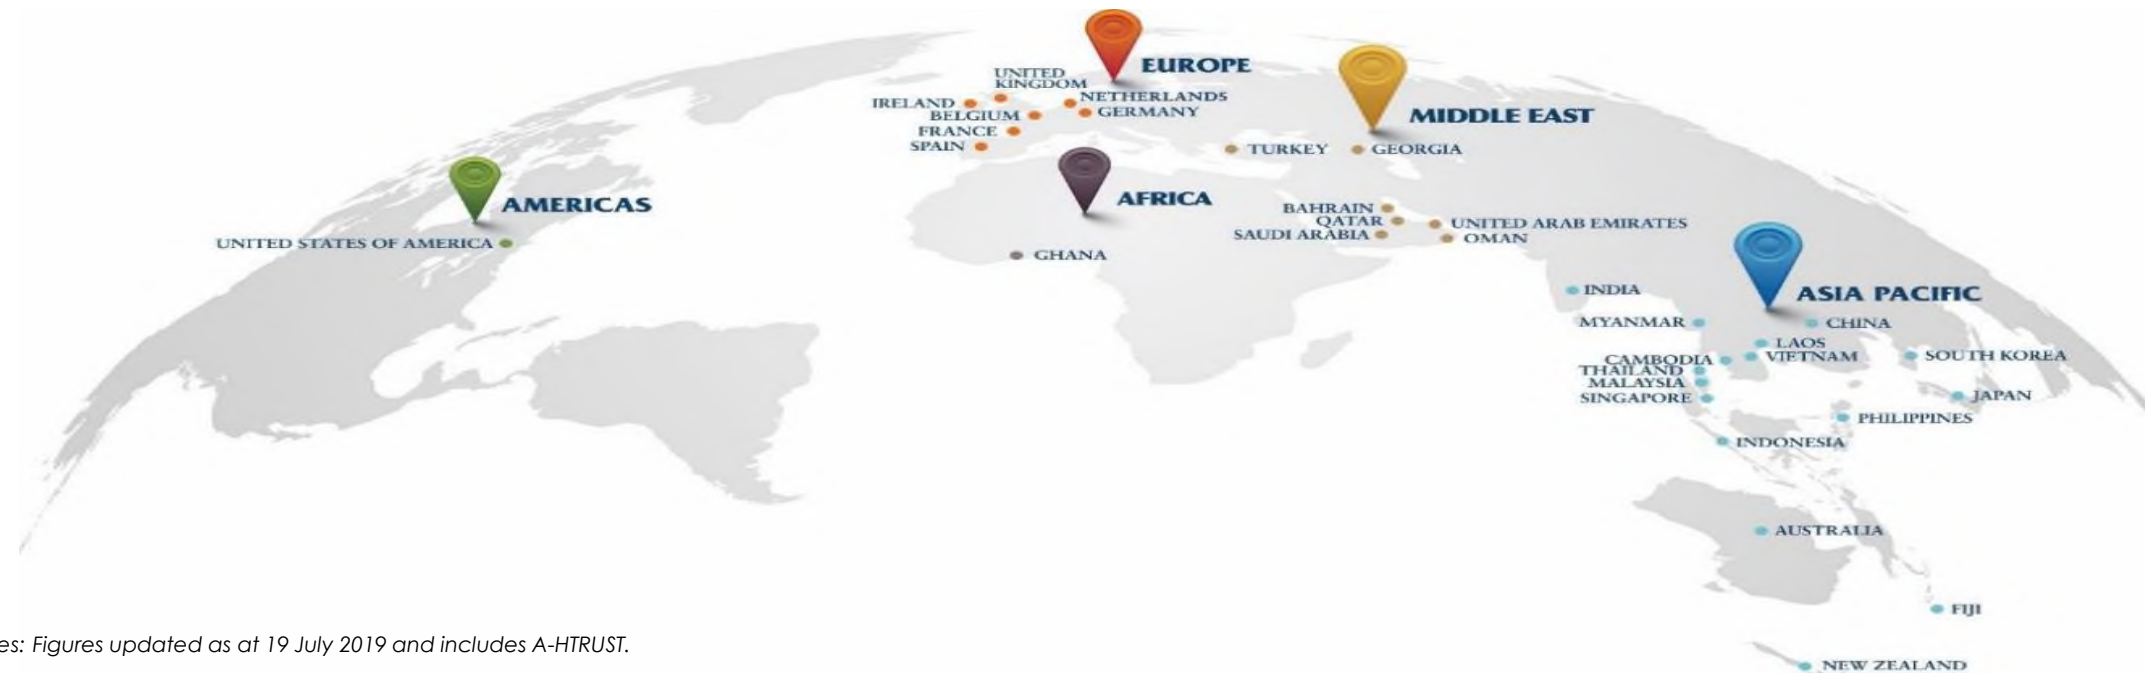 EUROPE
UNITED
KINGDOM
IRELAND
NETHERLANDS
BELGIUM
GERMANY
FRANCE
SPAIN
MIDDLE EAST
TURKEY
GEORGIA
BAHRAIN
QATAR
UNITED ARAB EMIRATES
SAUDI ARABIA
OMAN
AMERICAS
UNITED STATES OF AMERICA
AFRICA
GHANA
ASIA PACIFIC
INDIA
MYANMAR
CHINA
LAOS
CAMBODIA
VIETNAM
SOUTH KOREA
THAILAND
MALAYSIA
SINGAPORE
JAPAN
PHILIPPINES
INDONESIA
AUSTRALIA
FIJI
NEW ZEALAND
es: Figures updated as at 19 July 2019 and includes A-HTRUST.